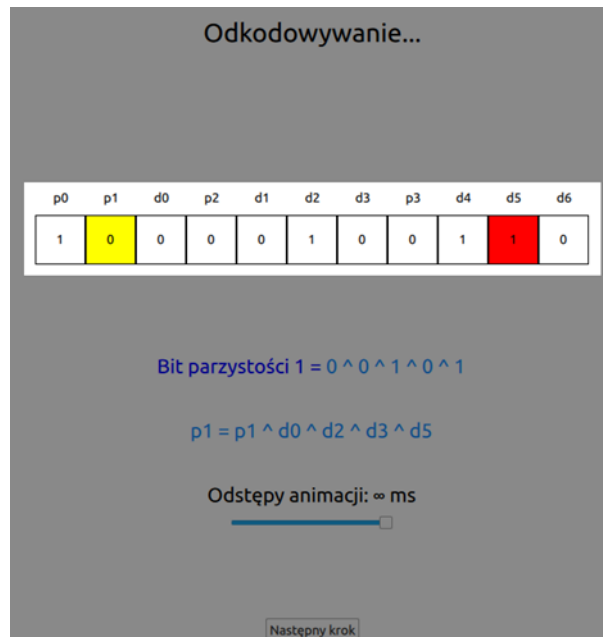 Odkodowywanie...
p0 p1 d0 p2 d1 d2 d3 p3 d4 d5 d6
1 0 0 0 0 1 0 0 1 1 0
Bit parzystości 1 = 0 ^ 0 ^ 1 ^ 0 ^ 1
p1 = p1 ^ d0 ^ d2 ^ d3 ^ d5
Odstępy animacji: ∞ ms
Następny krok